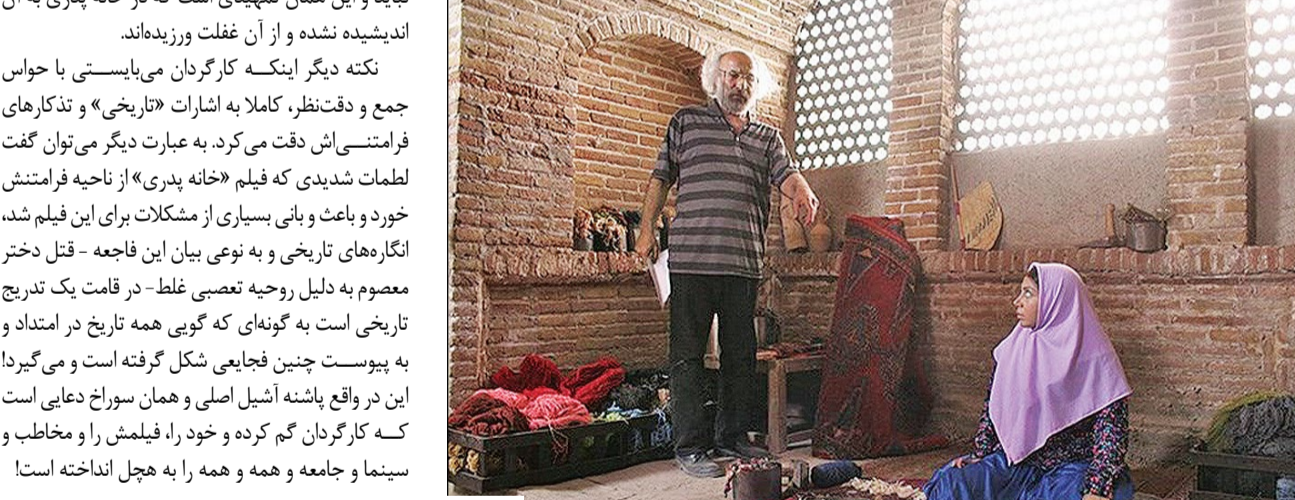 اندیشیده نشده و از آن غفلت ورزیده‌اند.
نکته دیگر اینکه کارگردان می‌بایستی با حواس
جمع و دقت‌نظر، کاملا به اشارات «تاریخی» و تذکارهای
فرامتنی‌اش دقت می‌کرد. به عبارت دیگر می‌توان گفت
لطمات شدیدی که فیلم «خانه پدری» از ناحیه فرامتنش
خورد و باعث و بانی بسیاری از مشکلات برای این فیلم شد،
انگاره‌های تاریخی و به نوعی بیان این فاجعه - قتل دختر
معصوم به دلیل روحیه تعصبی غلط- در قامت یک تدریج
تاریخی است به گونه‌ای که گویی همه تاریخ در امتداد و
به پیوست چنین فجایعی شکل گرفته است و می‌گیرد!
این در واقع پاشنه آشیل اصلی و همان سوراخ دعایی است
که کارگردان گم کرده و خود را، فیلمش را و مخاطب و
سینما و جامعه و همه و همه را به هچل انداخته است!